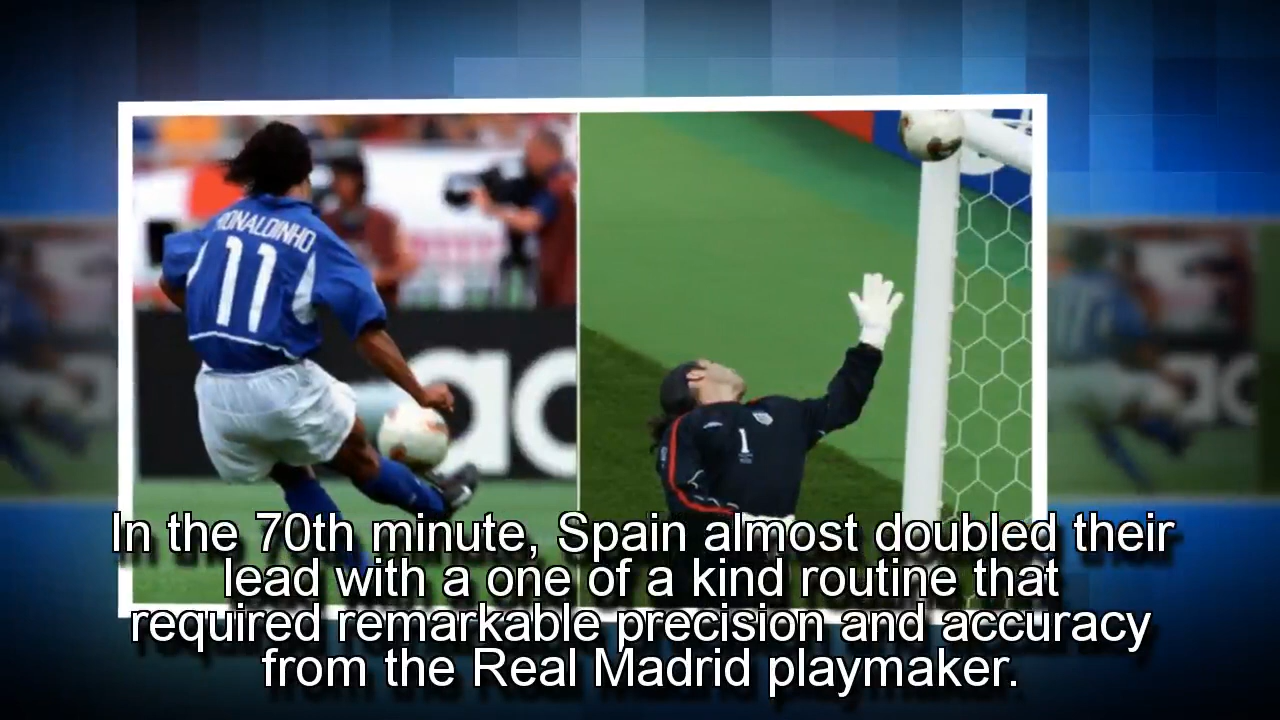 RONALDINHO
11
ac
1
In the 70th minute, Spain almost doubled their
lead with a one of a kind routine that
required remarkable precision and accuracy
from the Real Madrid playmaker.